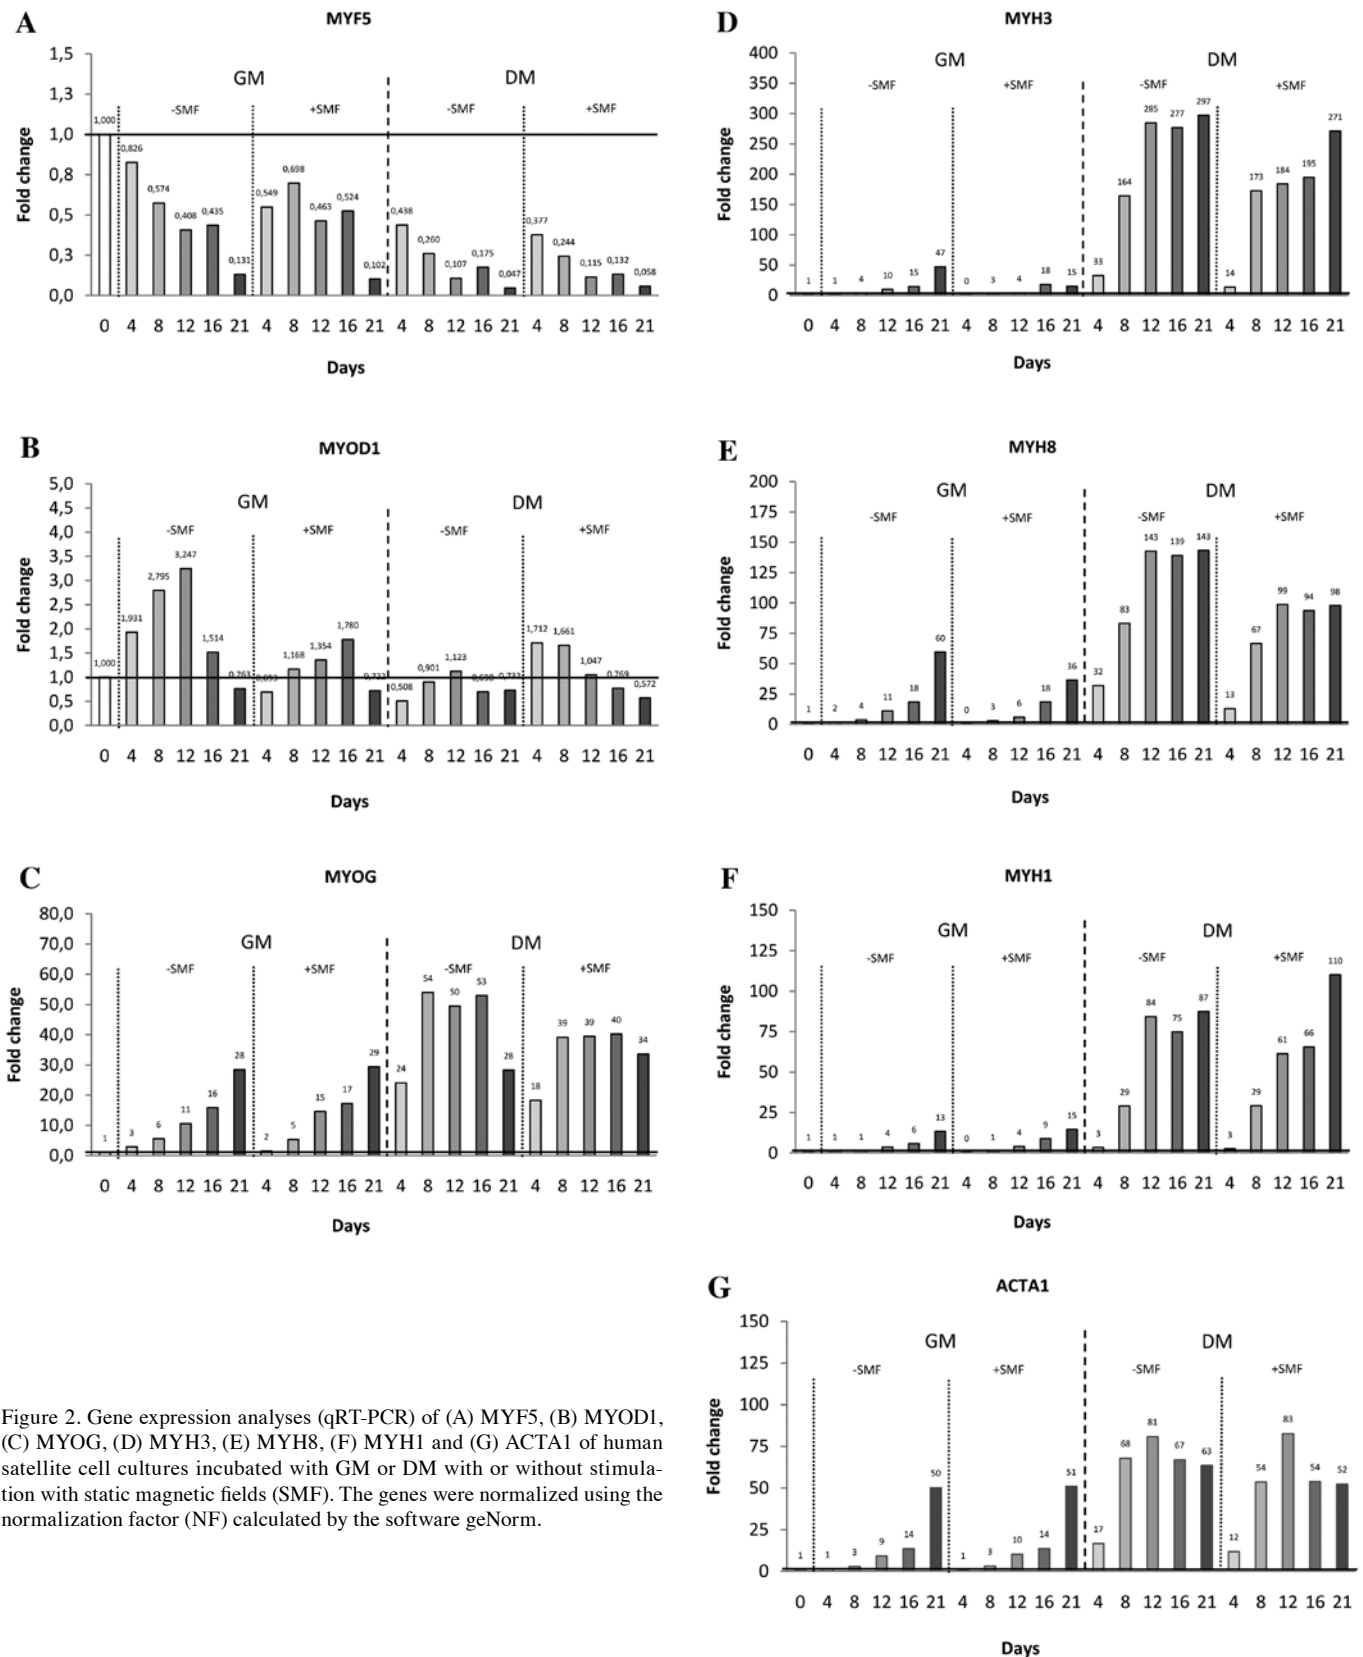 A
MYF5
1,5
1,3
1,0
0,8
0,5
0,3
0,0
Fold change
GM
DM
-SMF
+SMF
-SMF
+SMF
1,000
0,826
0,574
0,408
0,435
0,131
0,549
0,698
0,463
0,524
0,102
0,438
0,260
0,107
0,175
0,047
0,377
0,244
0,115
0,132
0,058
0 4 8 12 16 21 4 8 12 16 21 4 8 12 16 21 4 8 12 16 21
Days
B
MYOD1
5,0
4,5
4,0
3,5
3,0
2,5
2,0
1,5
1,0
0,5
0,0
Fold change
GM
DM
-SMF
+SMF
-SMF
+SMF
1,000
1,931
2,795
3,247
1,514
0,763
1,168
1,354
1,780
0,508
0,901
1,123
1,712
1,661
1,047
0,769
0,572
0 4 8 12 16 21 4 8 12 16 21 4 8 12 16 21 4 8 12 16 21
Days
C
MYOG
80,0
70,0
60,0
50,0
40,0
30,0
20,0
10,0
0,0
Fold change
GM
DM
-SMF
+SMF
-SMF
+SMF
1
3
6
11
16
28
2
5
15
17
29
24
54
50
53
28
18
39
39
40
34
0 4 8 12 16 21 4 8 12 16 21 4 8 12 16 21 4 8 12 16 21
Days
D
MYH3
400
350
300
250
200
150
100
50
0
Fold change
GM
DM
-SMF
+SMF
-SMF
+SMF
1
1
4
10
15
47
0
3
4
18
15
33
164
285
277
297
14
173
184
195
271
0 4 8 12 16 21 4 8 12 16 21 4 8 12 16 21 4 8 12 16 21
Days
E
MYH8
200
175
150
125
100
75
50
25
0
Fold change
GM
DM
-SMF
+SMF
-SMF
+SMF
1
2
4
11
18
60
0
3
6
18
36
32
83
143
139
143
13
67
99
94
98
0 4 8 12 16 21 4 8 12 16 21 4 8 12 16 21 4 8 12 16 21
Days
F
MYH1
150
125
100
75
50
25
0
Fold change
GM
DM
-SMF
+SMF
-SMF
+SMF
1
1
1
4
6
13
0
1
4
9
15
3
29
84
75
87
3
29
61
66
110
0 4 8 12 16 21 4 8 12 16 21 4 8 12 16 21 4 8 12 16 21
Days
G
ACTA1
150
125
100
75
50
25
0
Fold change
GM
DM
-SMF
+SMF
-SMF
+SMF
1
1
3
9
14
50
1
3
10
14
51
17
68
81
67
63
12
54
83
54
52
0 4 8 12 16 21 4 8 12 16 21 4 8 12 16 21 4 8 12 16 21
Days
Figure 2. Gene expression analyses (qRT-PCR) of (A) MYF5, (B) MYOD1,
(C) MYOG, (D) MYH3, (E) MYH8, (F) MYH1 and (G) ACTA1 of human
satellite cell cultures incubated with GM or DM with or without stimula-
tion with static magnetic fields (SMF). The genes were normalized using the
normalization factor (NF) calculated by the software geNorm.